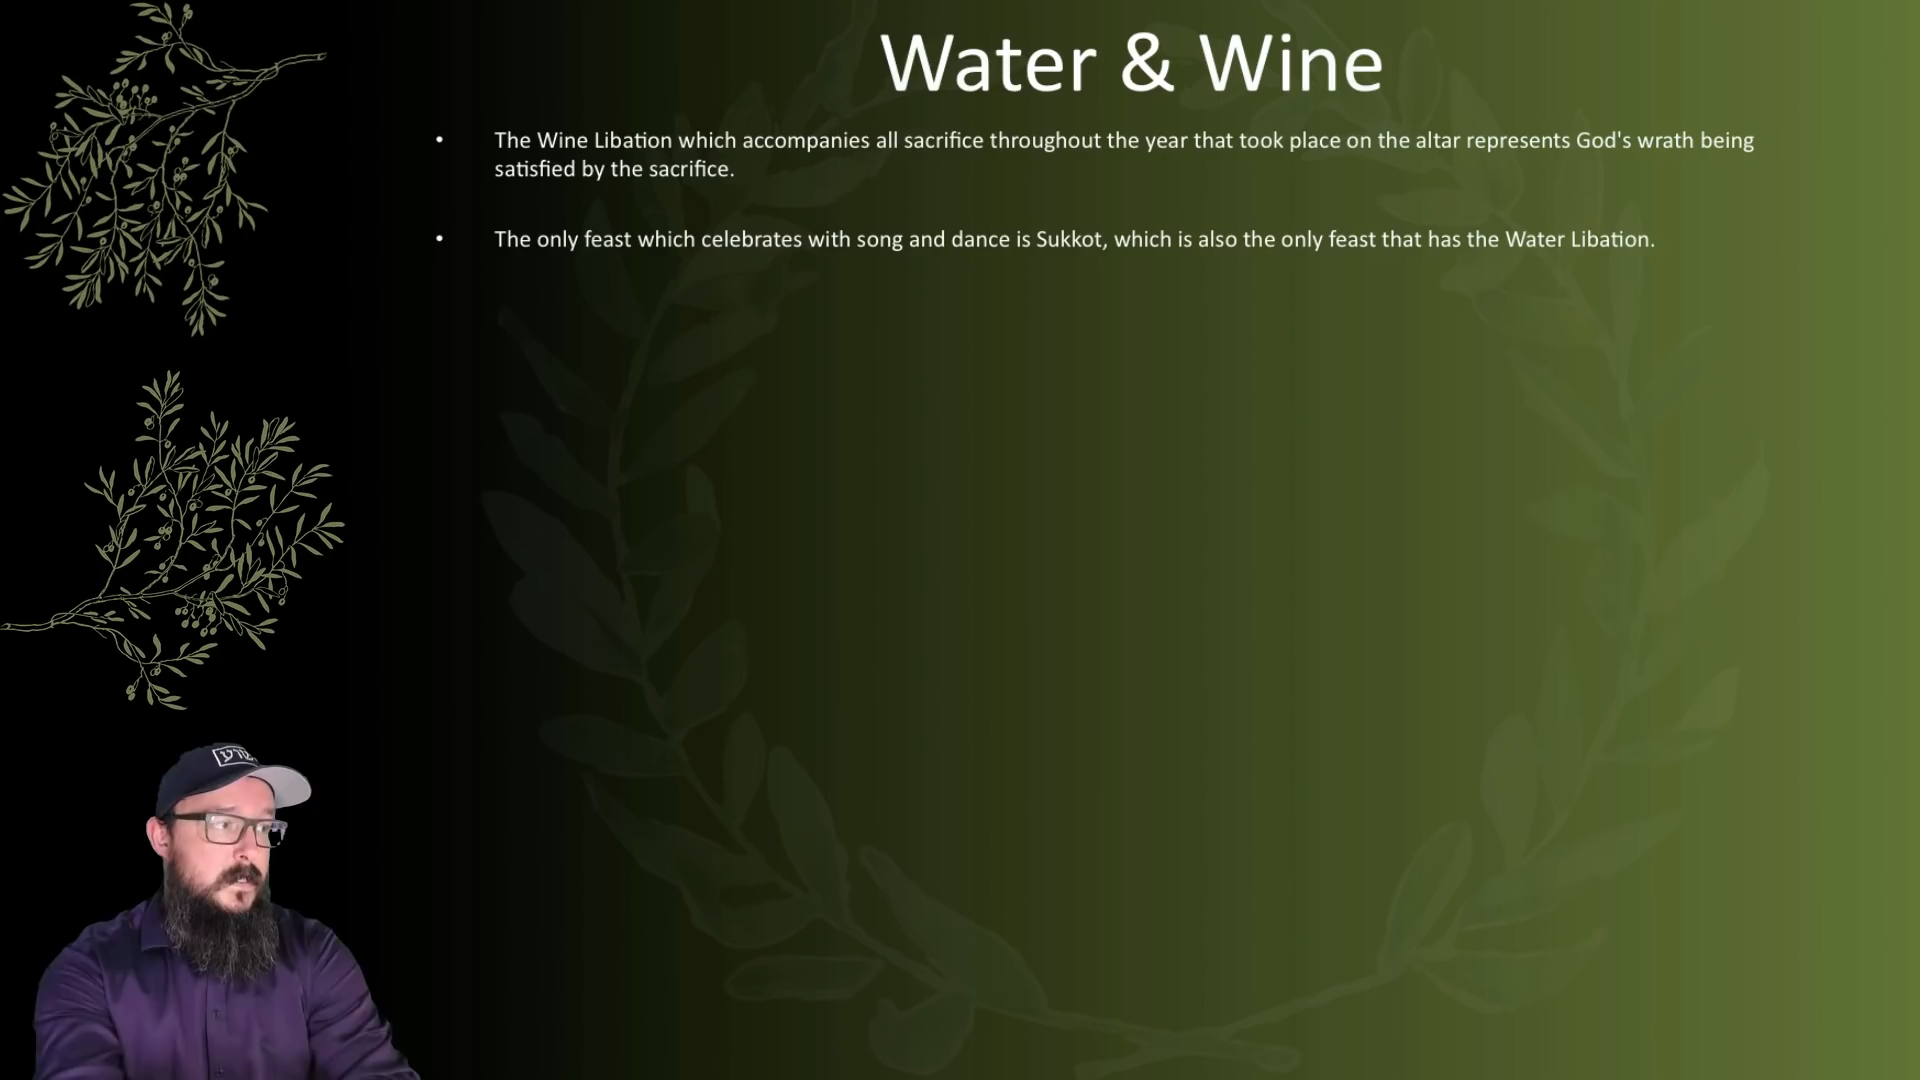 Water & Wine
• The Wine Libation which accompanies all sacrifice throughout the year that took place on the altar represents God's wrath being
satisfied by the sacrifice.
• The only feast which celebrates with song and dance is Sukkot, which is also the only feast that has the Water Libation.